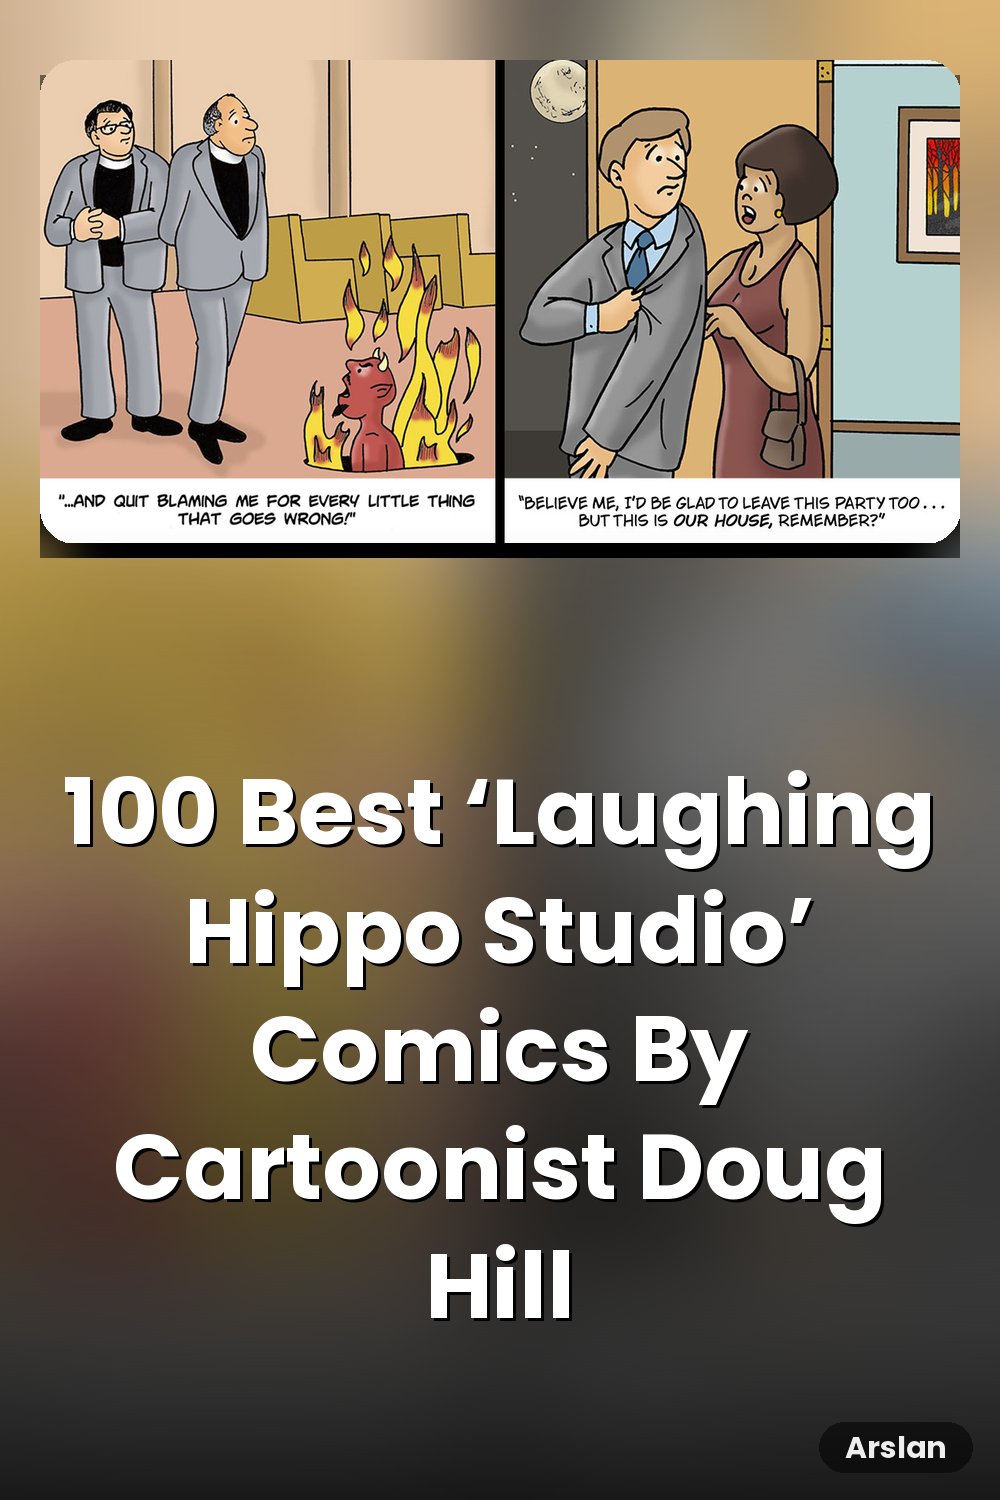 "...AND QUIT BLAMING ME FOR EVERY LITTLE THING
THAT GOES WRONG!"
"BELIEVE ME, I'D BE GLAD TO LEAVE THIS PARTY TOO . . .
BUT THIS IS OUR HOUSE, REMEMBER?"
100 Best ‘Laughing
Hippo Studio’
Comics By
Cartoonist Doug
Hill
Arslan